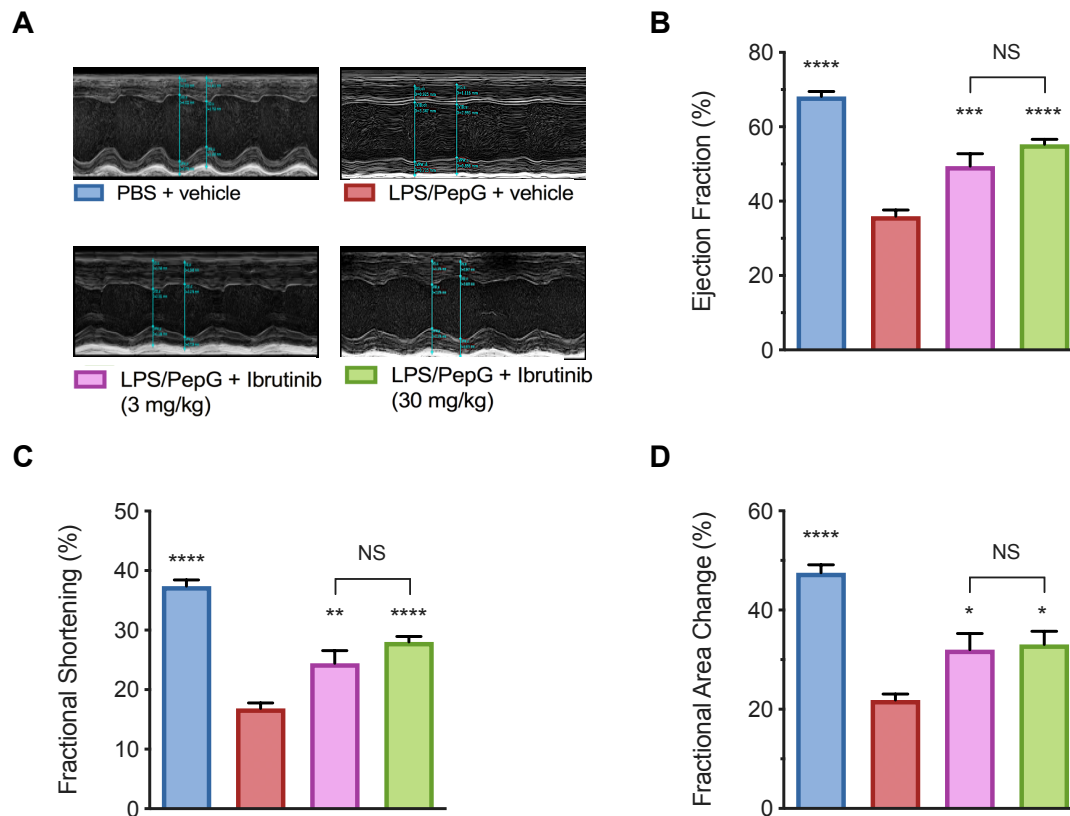 A
PBS + vehicle
LPS/PepG + vehicle
LPS/PepG + Ibrutinib
(3 mg/kg)
LPS/PepG + Ibrutinib
(30 mg/kg)
B
Ejection Fraction (%)
80
60
40
20
0
****
***
****
NS
C
Fractional Shortening (%)
50
40
30
20
10
0
****
**
****
NS
D
Fractional Area Change (%)
60
40
20
0
****
*
*
NS